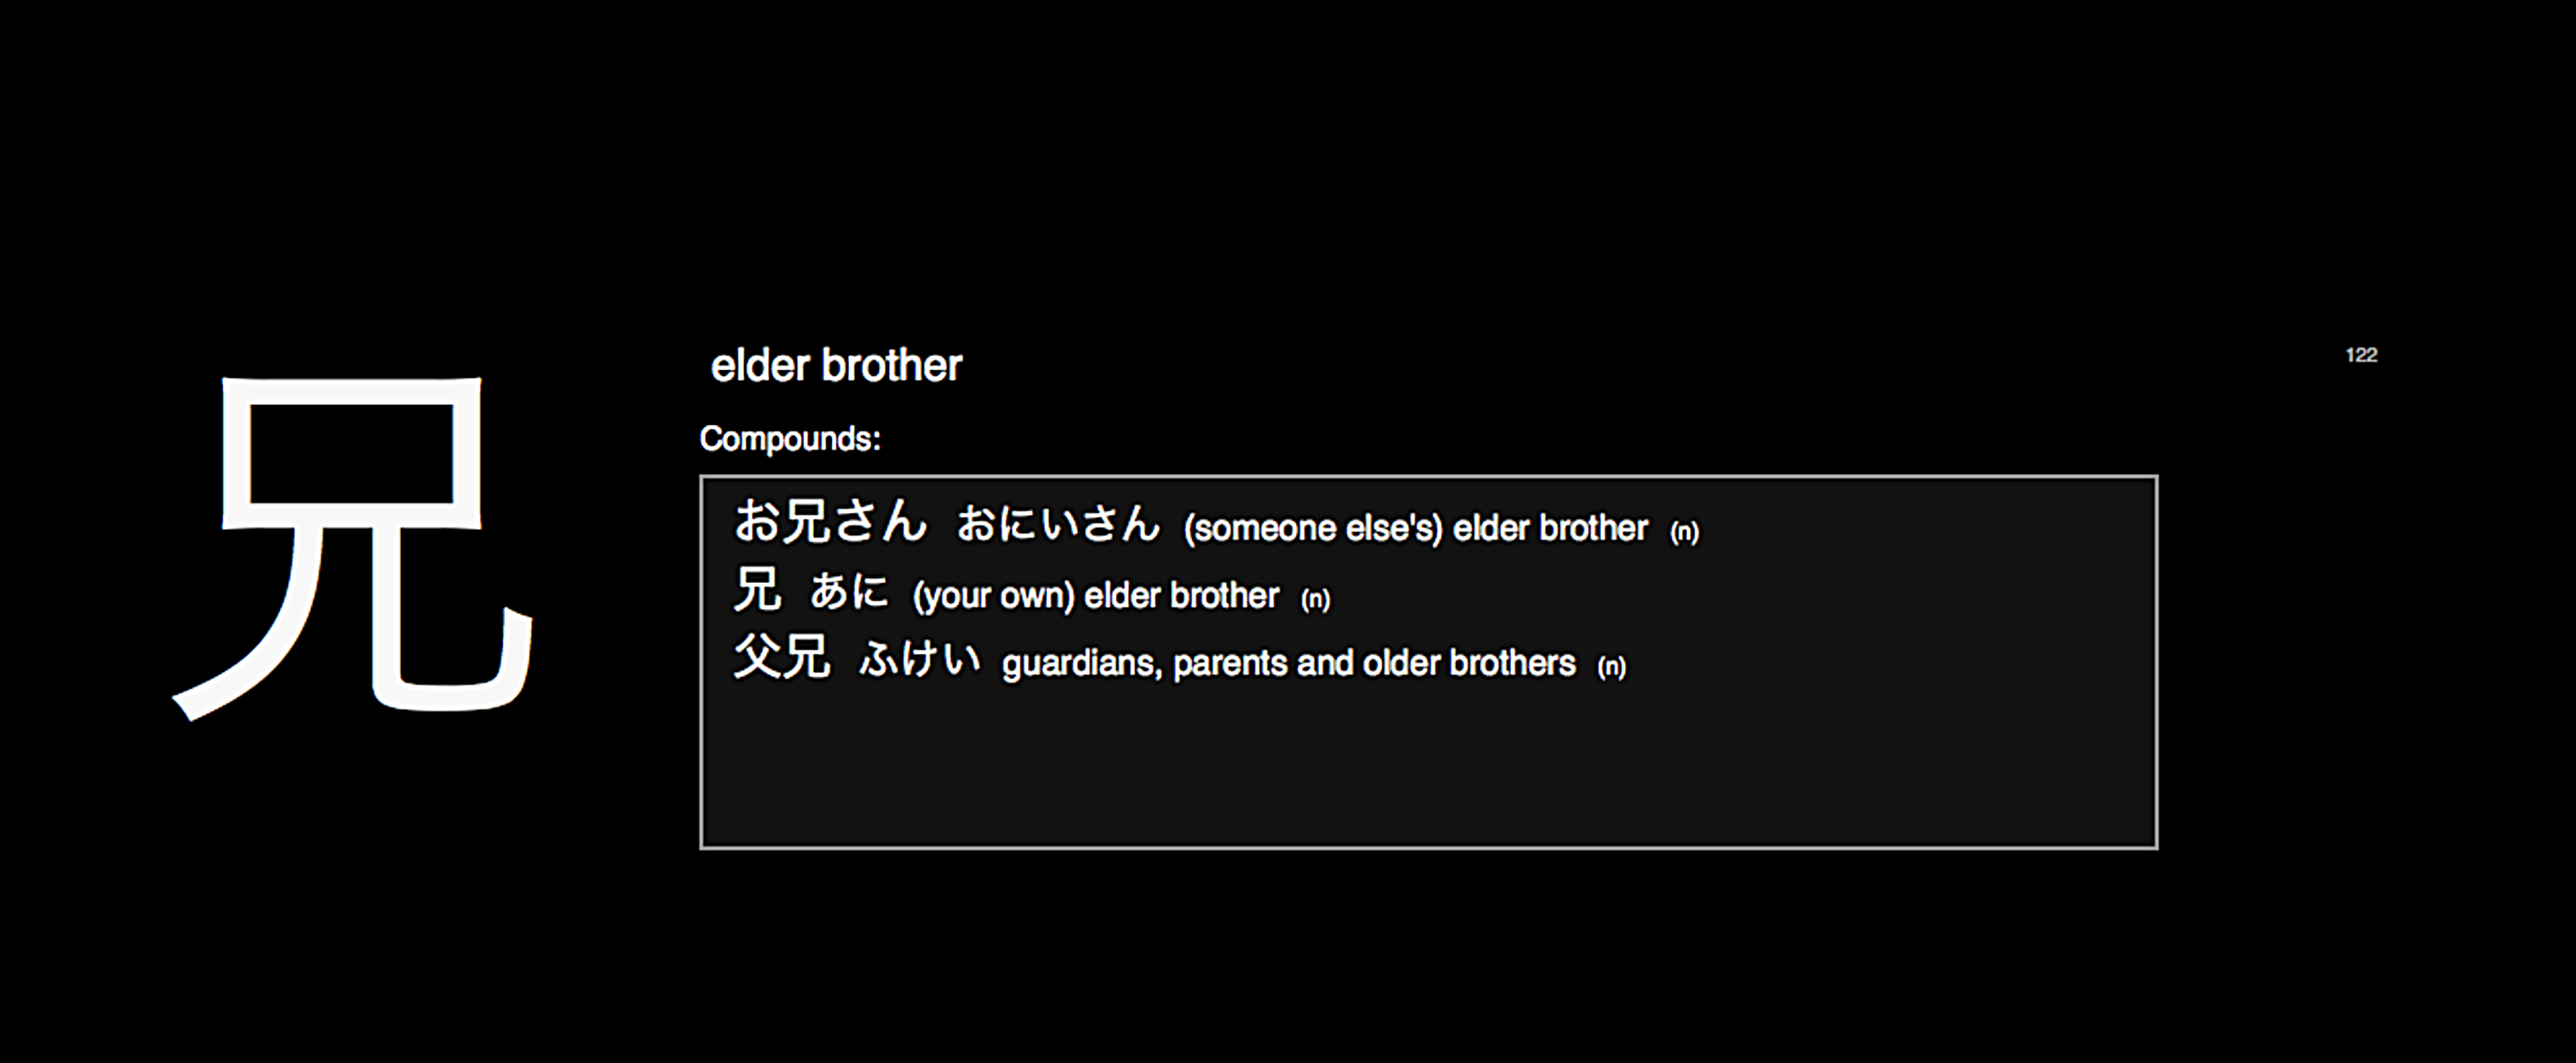 兄
elder brother
122
Compounds:
お兄さん おにいさん (someone else's) elder brother (n)
兄 あに (your own) elder brother (n)
父兄 ふけい guardians, parents and older brothers (n)